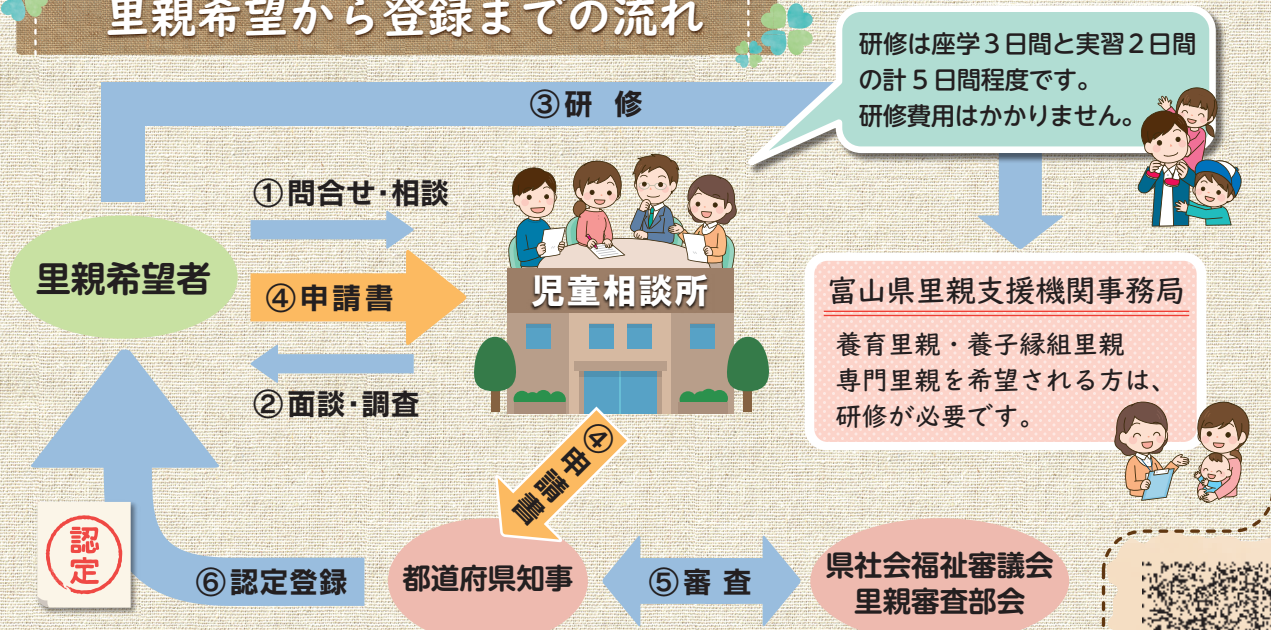 里親希望から登録までの流れ
研修は座学3日間と実習2日間
の計5日間程度です。
研修費用はかかりません。
③研 修
①問合せ・相談
里親希望者
④申請書
児童相談所
②面談・調査
富山県里親支援機関事務局
養育里親・養子縁組里親
専門里親を希望される方は、
研修が必要です。
④申請書
認定
⑥認定登録
都道府県知事
⑤審 査
県社会福祉審議会
里親審査部会